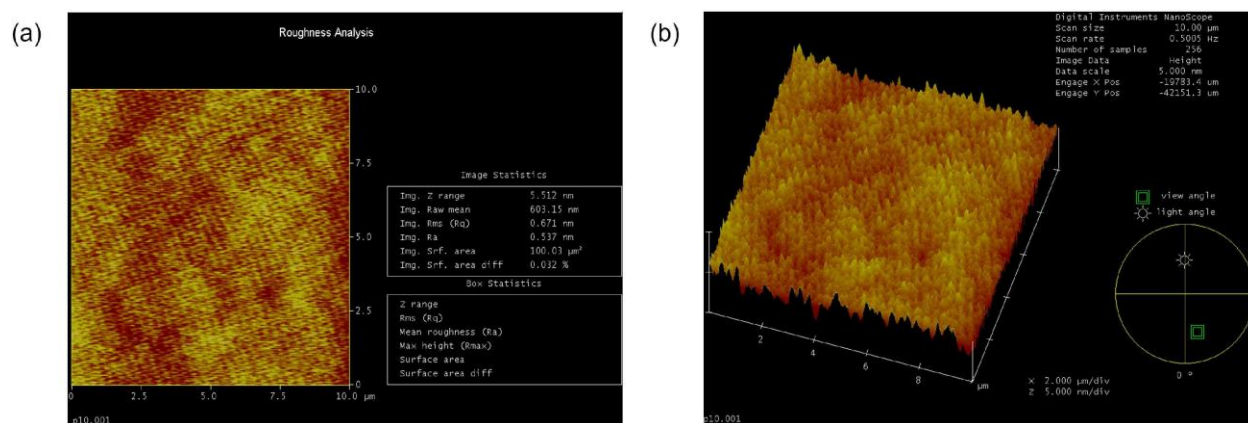 (a)
Roughness Analysis
10.0
7.5
5.0
2.5
0
0 2.5 5.0 7.5 10.0 µm
p10.001
Image Statistics
Img. Z range 5.512 nm
Img. Raw mean 603.15 nm
Img. Rms (Rq) 0.671 nm
Img. Ra 0.537 nm
Img. Srf. area 100.03 µm²
Img. Srf. area diff 0.032 %
Box Statistics
Z range
Rms (Rq)
Mean roughness (Ra)
Max height (Rmax)
Surface area
Surface area diff
(b)
Digital Instruments NanoScope
Scan size 10.00 µm
Scan rate 0.5005 Hz
Number of samples 256
Image Data Height
Data scale 5.000 nm
Engage X Pos -19783.4 um
Engage Y Pos -42151.3 um
view angle
light angle
0 °
2
4
6
8
µm
X 2.000 µm/div
Z 5.000 nm/div
p10.001